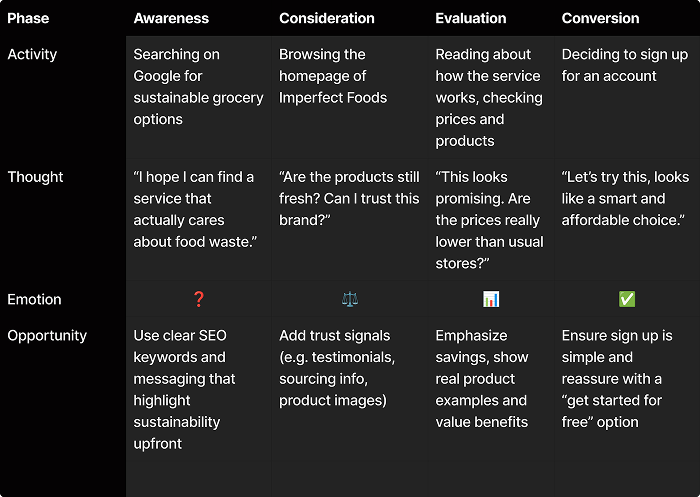 Phase Awareness Consideration Evaluation Conversion
Activity
Searching on
Google for
sustainable grocery
options
Browsing the
homepage of
Imperfect Foods
Reading about
how the service
works, checking
prices and
products
Deciding to sign up
for an account
Thought
“I hope I can find a
service that
actually cares
about food waste.”
“Are the products still
fresh? Can I trust this
brand?”
“This looks
promising. Are
the prices really
lower than usual
stores?”
“Let’s try this, looks
like a smart and
affordable choice.”
Emotion ❓ ⚖️ 📊 ✅
Opportunity
Use clear SEO
keywords and
messaging that
highlight
sustainability
upfront
Add trust signals
(e.g. testimonials,
sourcing info,
product images)
Emphasize
savings, show
real product
examples and
value benefits
Ensure sign up is
simple and
reassure with a
“get started for
free” option